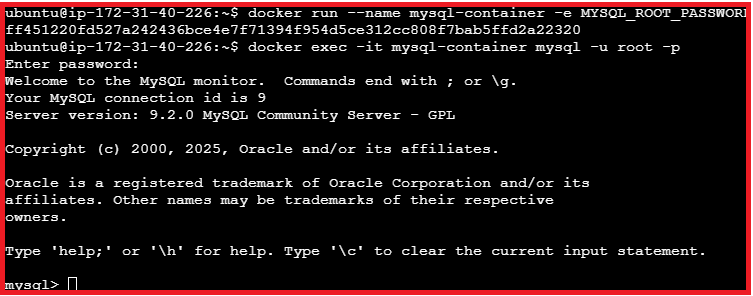 ubuntu@ip-172-31-40-226:~$ docker run --name mysql-container -e MYSQL_ROOT_PASSWOR
ff451220fd527a242436bce4e7f71394f954d5ce312cc808f7bab5ffd2a22320
ubuntu@ip-172-31-40-226:~$ docker exec -it mysql-container mysql -u root -p
Enter password:
Welcome to the MySQL monitor.  Commands end with ; or \g.
Your MySQL connection id is 9
Server version: 9.2.0 MySQL Community Server - GPL
Copyright (c) 2000, 2025, Oracle and/or its affiliates.
Oracle is a registered trademark of Oracle Corporation and/or its
affiliates. Other names may be trademarks of their respective
owners.
Type 'help;' or '\h' for help. Type '\c' to clear the current input statement.
mysql>